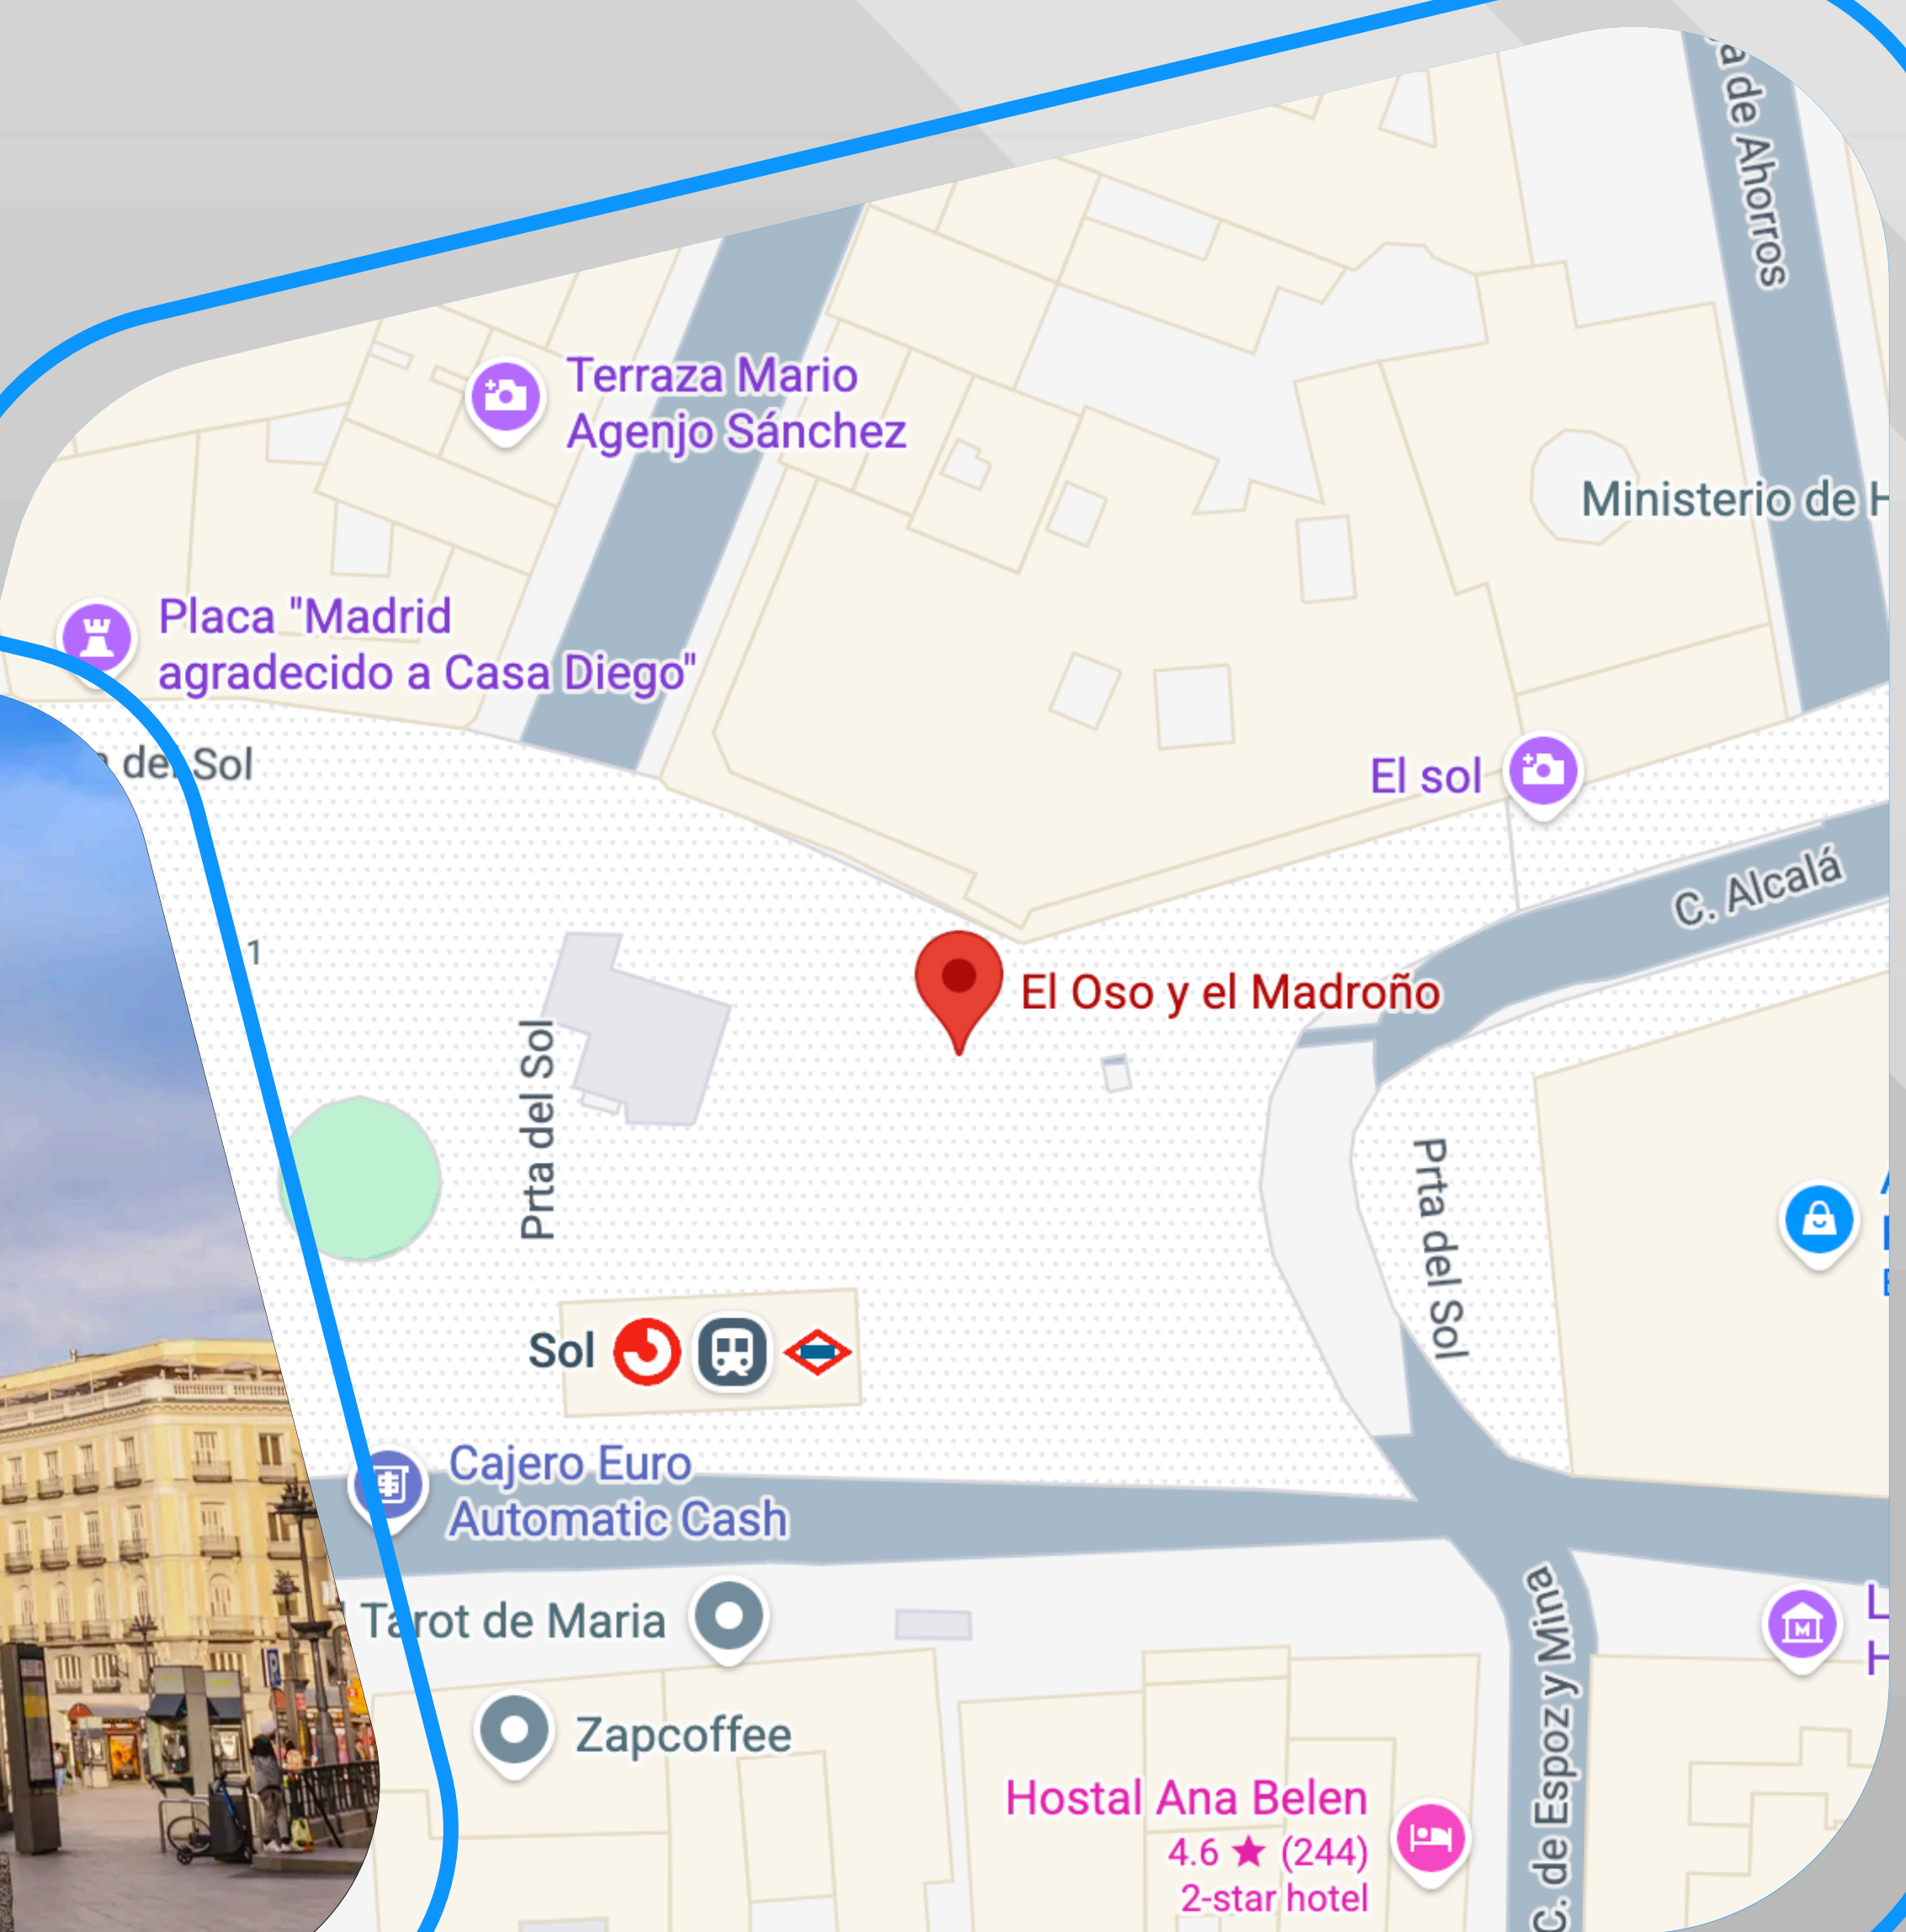 a de Ahorros
Terraza Mario
Agenjo Sánchez
Ministerio de H
Placa "Madrid
agradecido a Casa Diego"
del Sol
El sol
C. Alcalá
1
El Oso y el Madroño
Prta del Sol
Prta del Sol
Sol
Cajero Euro
Automatic Cash
Tarot de Maria
Zapcoffee
C. de Espoz y Mina
Hostal Ana Belen
4.6 ★ (244)
2-star hotel
L
H